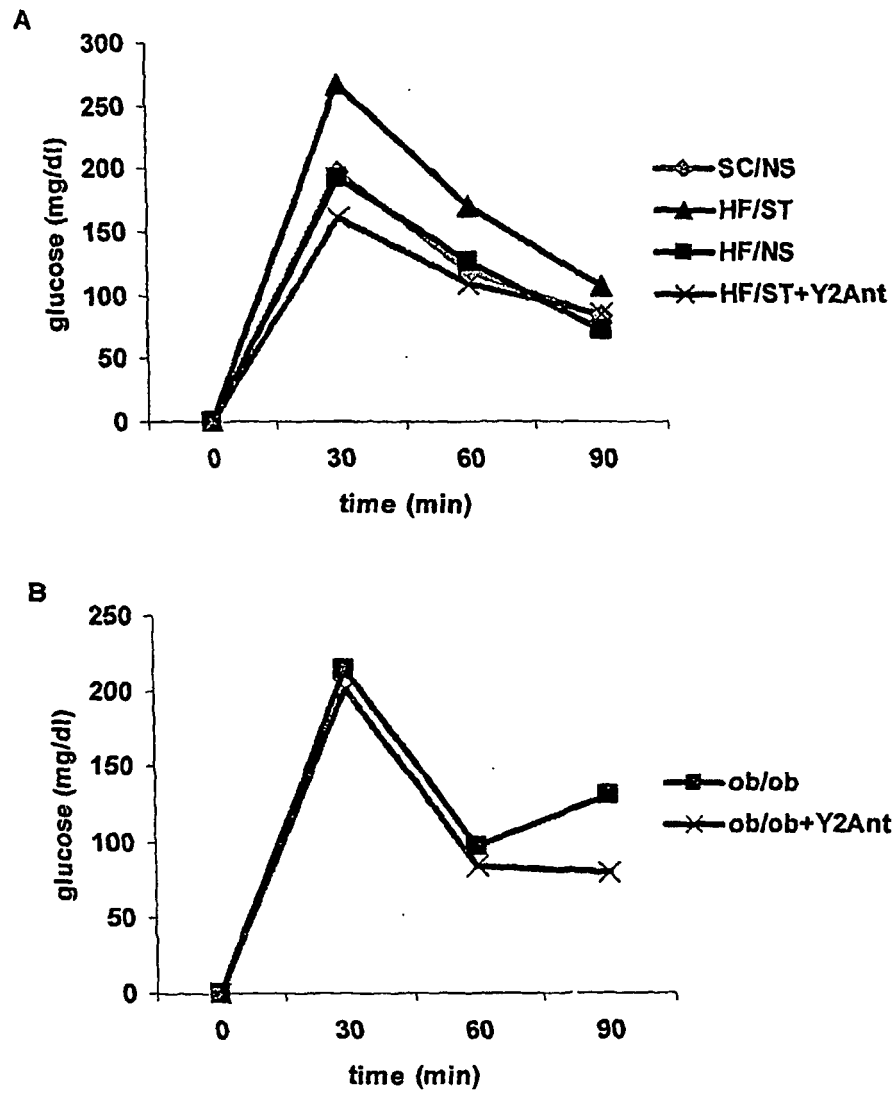 A
300
250
200
150
100
50
0
glucose (mg/dl)
0 30 60 90
time (min)
SC/NS
HF/ST
HF/NS
HF/ST+Y2Ant
B
250
200
150
100
50
0
glucose (mg/dl)
0 30 60 90
time (min)
ob/ob
ob/ob+Y2Ant